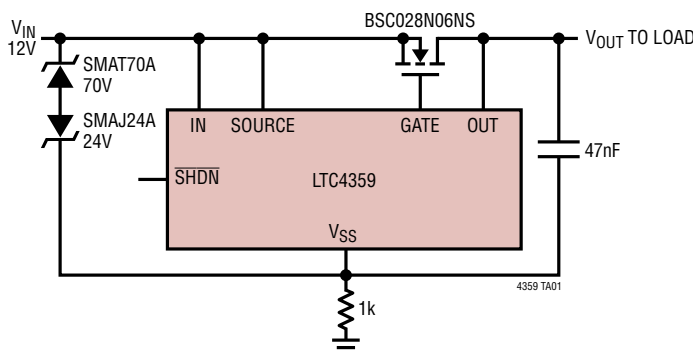 BSC028N06NS
VIN
12V
VOUT TO LOAD
SMAT70A
70V
SMAJ24A
24V
IN SOURCE GATE OUT
47nF
SHDN
LTC4359
VSS
4359 TA01
1k